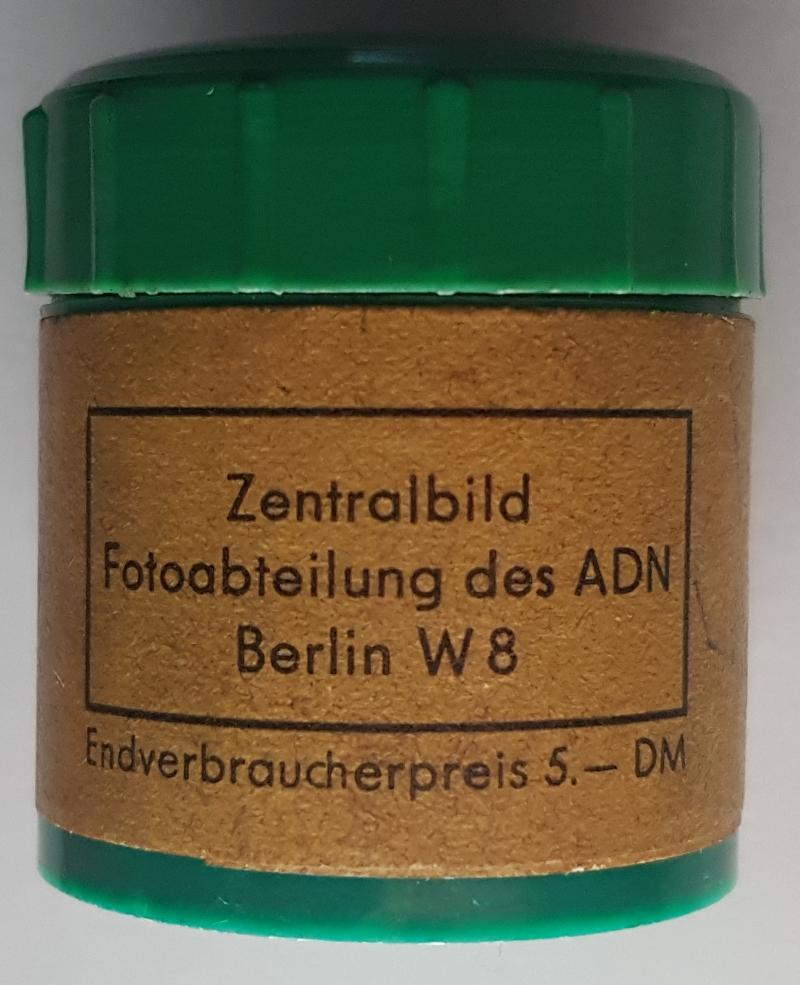 Zentralbild
Fotoabteilung des ADN
Berlin W 8
Endverbraucherpreis 5.— DM